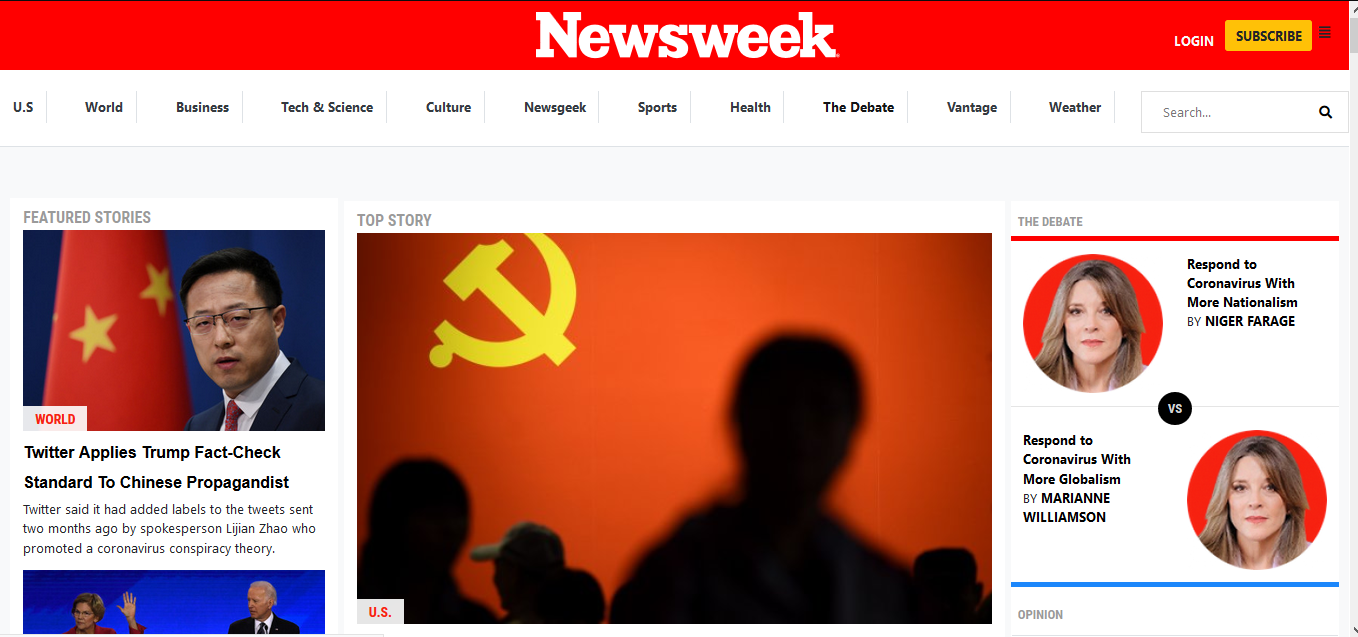 Newsweek
LOGIN
SUBSCRIBE
U.S
World
Business
Tech & Science
Culture
Newsgeek
Sports
Health
The Debate
Vantage
Weather
Search...
FEATURED STORIES
WORLD
Twitter Applies Trump Fact-Check
Standard To Chinese Propagandist
Twitter said it had added labels to the tweets sent
two months ago by spokesperson Lijian Zhao who
promoted a coronavirus conspiracy theory.
TOP STORY
U.S.
THE DEBATE
Respond to
Coronavirus With
More Nationalism
BY NIGER FARAGE
VS
Respond to
Coronavirus With
More Globalism
BY MARIANNE
WILLIAMSON
OPINION